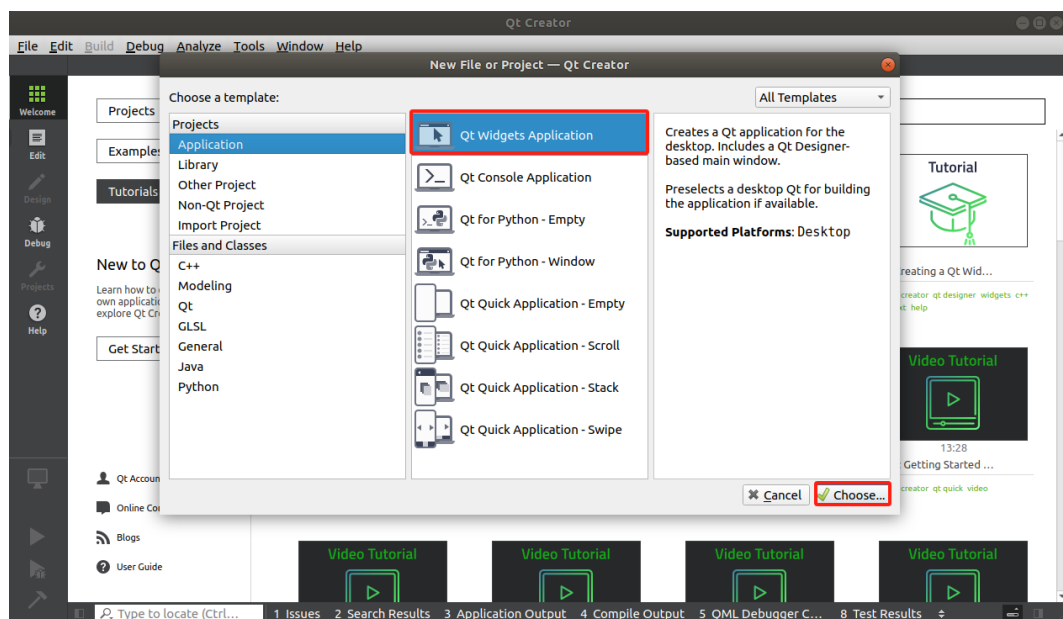 Qt Creator
File Edit Build Debug Analyze Tools Window Help
New File or Project — Qt Creator
Welcome
Edit
Design
Debug
Projects
Help
Projects
Examples
Tutorials
New to Q
Learn how to
own applicatio
explore Qt Cr
Get Start
Qt Accoun
Online Co
Blogs
User Guide
Choose a template:
All Templates
Projects
Application
Library
Other Project
Non-Qt Project
Import Project
Files and Classes
C++
Modeling
Qt
GLSL
General
Java
Python
Qt Widgets Application
Qt Console Application
Qt for Python - Empty
Qt for Python - Window
Qt Quick Application - Empty
Qt Quick Application - Scroll
Qt Quick Application - Stack
Qt Quick Application - Swipe
Creates a Qt application for the
desktop. Includes a Qt Designer-
based main window.
Preselects a desktop Qt for building
the application if available.
Supported Platforms: Desktop
Cancel
Choose...
Tutorial
reating a Qt Wid...
creator qt designer widgets c++
xt help
Video Tutorial
13:28
Getting Started ...
creator qt quick video
Video Tutorial
Video Tutorial
Video Tutorial
Video Tutorial
Type to locate (Ctrl...
1 Issues 2 Search Results 3 Application Output 4 Compile Output 5 QML Debugger C... 8 Test Results